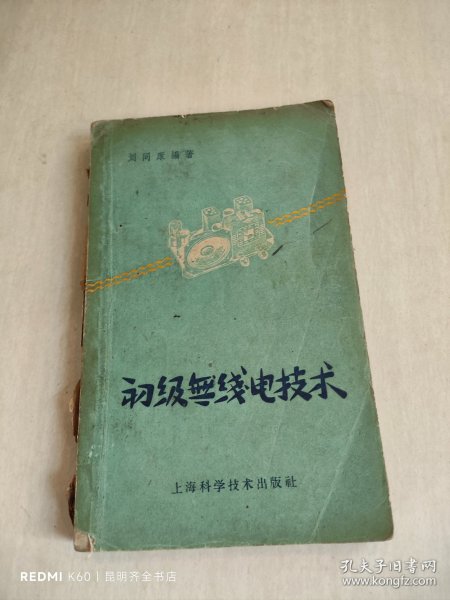 刘同康編著
初级無线电技术
上海科学技术出版社
REDMI K60 | 昆明齐全书店
孔夫子旧书网
www.kongfz.com